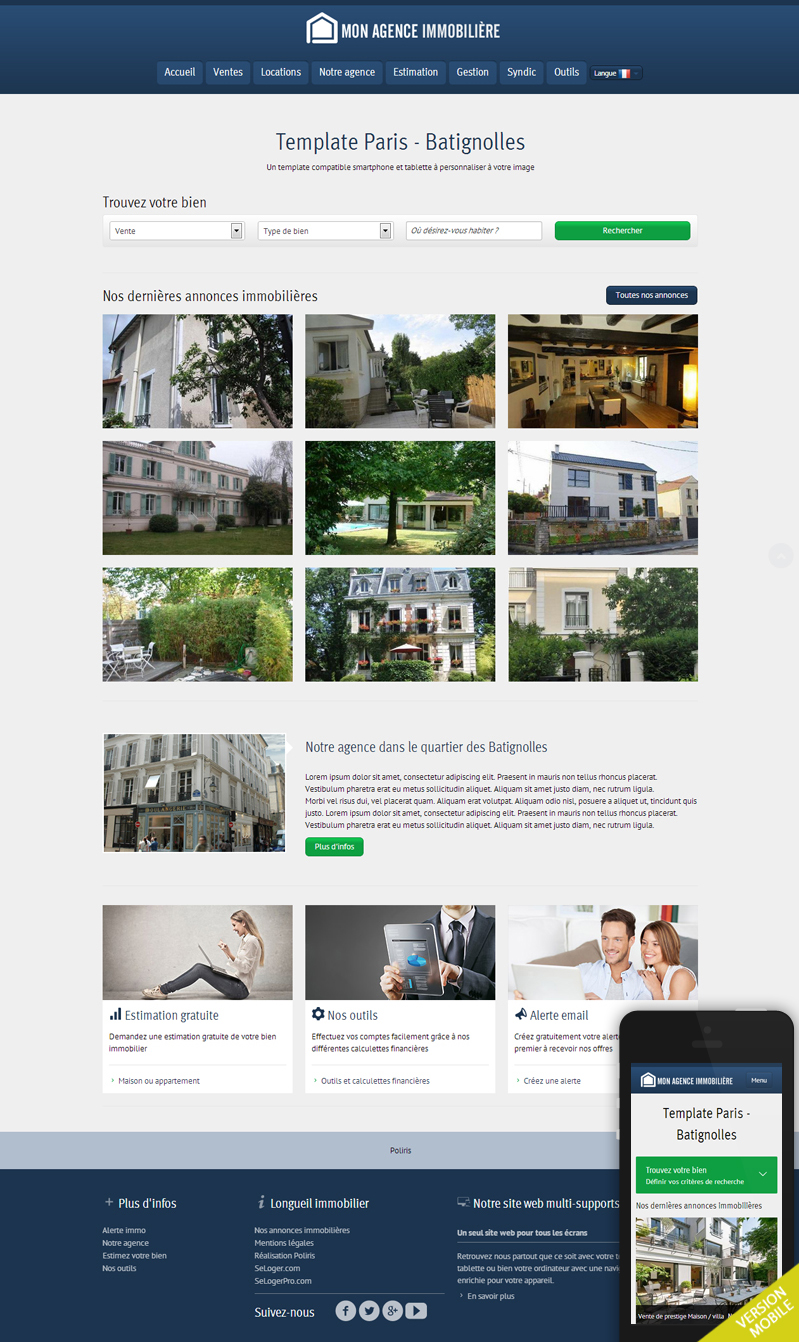 MON AGENCE IMMOBILIÈRE
Accueil
Ventes
Locations
Notre agence
Estimation
Gestion
Syndic
Outils
Langue
Template Paris - Batignolles
Un template compatible smartphone et tablette à personnaliser à votre image
Trouvez votre bien
Vente
Type de bien
Où désirez-vous habiter ?
Rechercher
Nos dernières annonces immobilières
Toutes nos annonces
Notre agence dans le quartier des Batignolles
Lorem ipsum dolor sit amet, consectetur adipiscing elit. Praesent in mauris non tellus rhoncus placerat.
Vestibulum pharetra erat eu metus sollicitudin aliquet. Aliquam sit amet justo diam, nec rutrum ligula.
Morbi vel risus dui, vel placerat quam. Aliquam erat volutpat. Aliquam odio nisl, posuere a aliquet ut, tincidunt quis
justo. Lorem ipsum dolor sit amet, consectetur adipiscing elit. Praesent in mauris non tellus rhoncus placerat.
Vestibulum pharetra erat eu metus sollicitudin aliquet. Aliquam sit amet justo diam, nec rutrum ligula.
Plus d'infos
Estimation gratuite
Demandez une estimation gratuite de votre bien
immobilier
Maison ou appartement
Nos outils
Effectuez vos comptes facilement grâce à nos
différentes calculettes financières
Outils et calculettes financières
Alerte email
Créez gratuitement votre alert
premier à recevoir nos offres
Créez une alerte
Poliris
Plus d'infos
Alerte immo
Notre agence
Estimez votre bien
Nos outils
Longueil immobilier
Nos annonces immobilières
Mentions légales
Réalisation Poliris
SeLoger.com
SeLogerPro.com
Suivez-nous
Notre site web multi-supports
Un seul site web pour tous les écrans
Retrouvez nous partout que ce soit avec votre t
tablette ou bien votre ordinateur avec une navi
enrichie pour votre appareil.
En savoir plus
MON AGENCE IMMOBILIÈRE
Menu
Template Paris -
Batignolles
Trouvez votre bien
Définir vos critères de recherche
Nos dernières annonces immobilières
Vente de prestige Maison / villa
VERSION
MOBILE